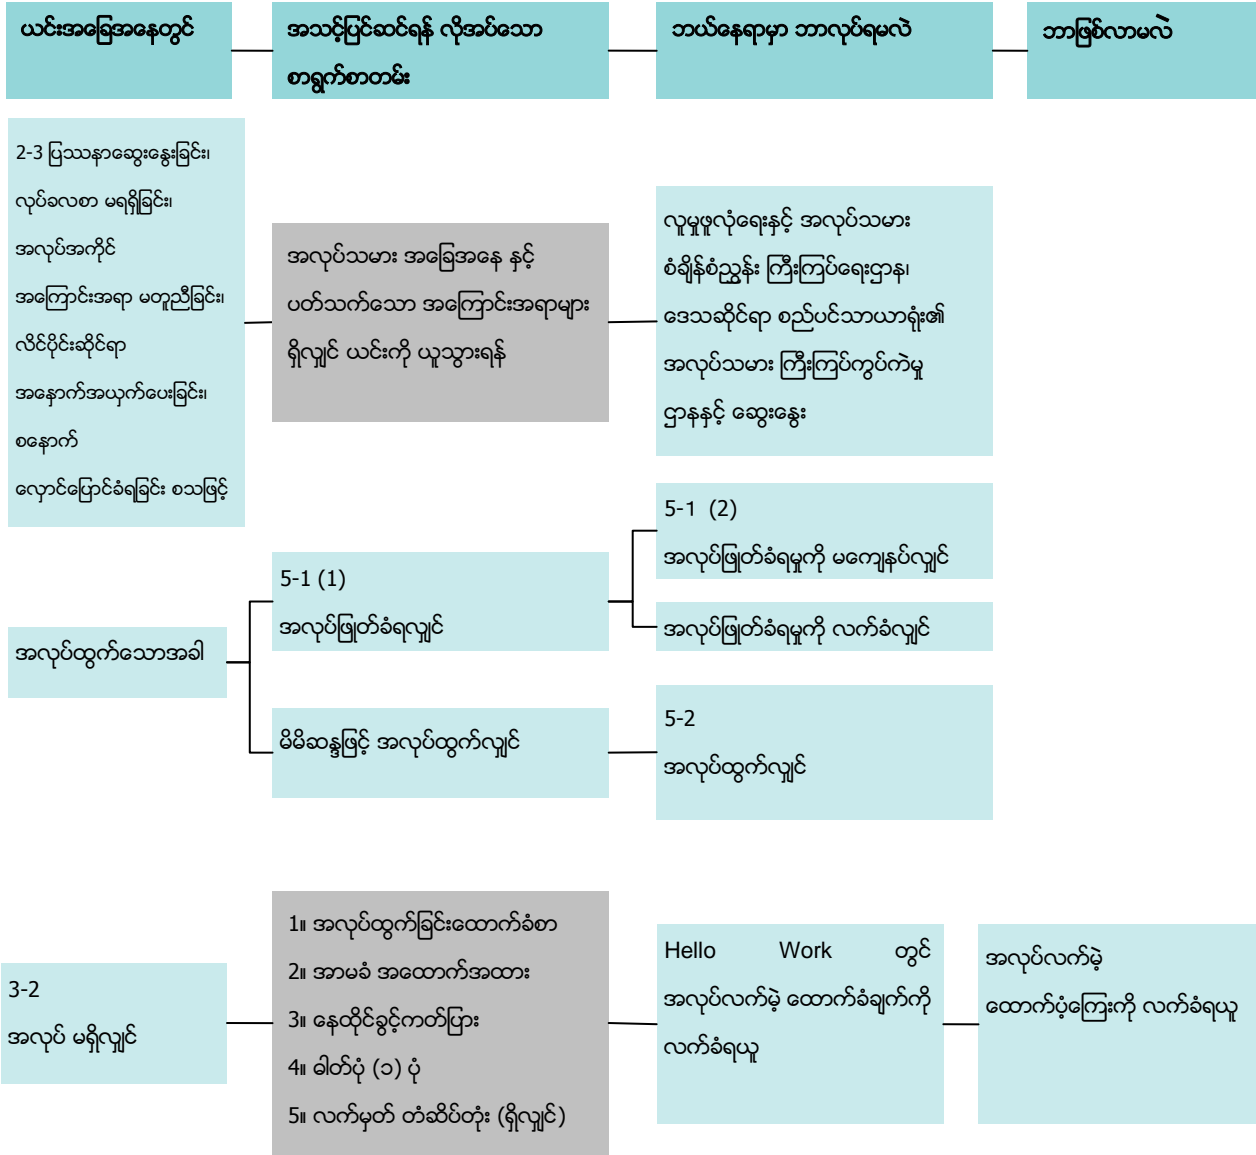 ယင်းအခြေအနေတွင်
အသင့်ပြင်ဆင်ရန် လိုအပ်သော
စာရွက်စာတမ်း
ဘယ်နေရာမှာ ဘာလုပ်ရမလဲ
ဘာဖြစ်လာမလဲ
2-3 ပြဿနာဆွေးနွေးခြင်း၊
လုပ်ခလစာ မရရှိခြင်း၊
အလုပ်အကိုင်
အကြောင်းအရာ မတူညီခြင်း၊
လိင်ပိုင်းဆိုင်ရာ
အနှောက်အယှက်ပေးခြင်း၊
စနောက်
လှောင်ပြောင်ခံရခြင်း စသဖြင့်
အလုပ်သမား အခြေအနေ နှင့်
ပတ်သက်သော အကြောင်းအရာများ
ရှိလျှင် ယင်းကို ယူသွားရန်
လူမှုဖူလုံရေးနှင့် အလုပ်သမား
စံချိန်စံညွှန်း ကြီးကြပ်ရေးဌာန၊
ဒေသဆိုင်ရာ စည်ပင်သာယာရုံး၏
အလုပ်သမား ကြီးကြပ်ကွပ်ကဲမှု
ဌာနနှင့် ဆွေးနွေး
အလုပ်ထွက်သောအခါ
5-1 (1)
အလုပ်ဖြုတ်ခံရလျှင်
5-1 (2)
အလုပ်ဖြုတ်ခံရမှုကို မကျေနပ်လျှင်
အလုပ်ဖြုတ်ခံရမှုကို လက်ခံလျှင်
မိမိဆန္ဒဖြင့် အလုပ်ထွက်လျှင်
5-2
အလုပ်ထွက်လျှင်
3-2
အလုပ် မရှိလျှင်
1။ အလုပ်ထွက်ခြင်းထောက်ခံစာ
2။ အာမခံ အထောက်အထား
3။ နေထိုင်ခွင့်ကတ်ပြား
4။ ဓါတ်ပုံ (၁) ပုံ
5။ လက်မှတ် တံဆိပ်တုံး (ရှိလျှင်)
Hello Work တွင်
အလုပ်လက်မဲ့ ထောက်ခံချက်ကို
လက်ခံရယူ
အလုပ်လက်မဲ့
ထောက်ပံ့ကြေးကို လက်ခံရယူ